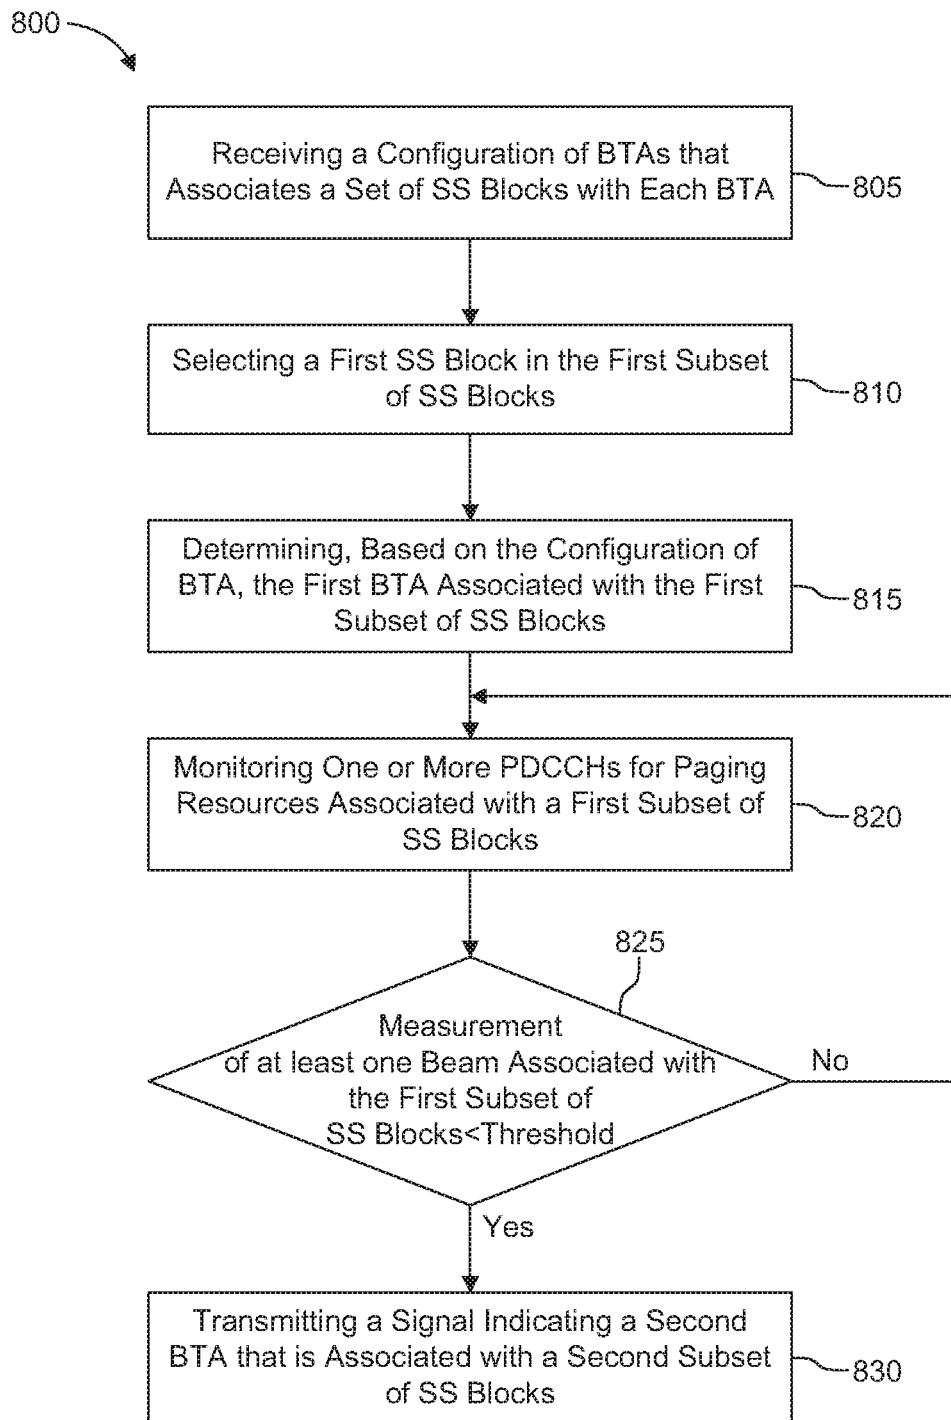 800
Receiving a Configuration of BTAs that
Associates a Set of SS Blocks with Each BTA
805
Selecting a First SS Block in the First Subset
of SS Blocks
810
Determining, Based on the Configuration of
BTA, the First BTA Associated with the First
Subset of SS Blocks
815
Monitoring One or More PDCCHs for Paging
Resources Associated with a First Subset of
SS Blocks
820
825
Measurement
of at least one Beam Associated with
the First Subset of
SS Blocks<Threshold
No
Yes
Transmitting a Signal Indicating a Second
BTA that is Associated with a Second Subset
of SS Blocks
830